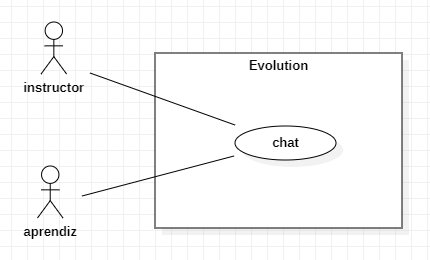 Evolution
instructor
chat
aprendiz